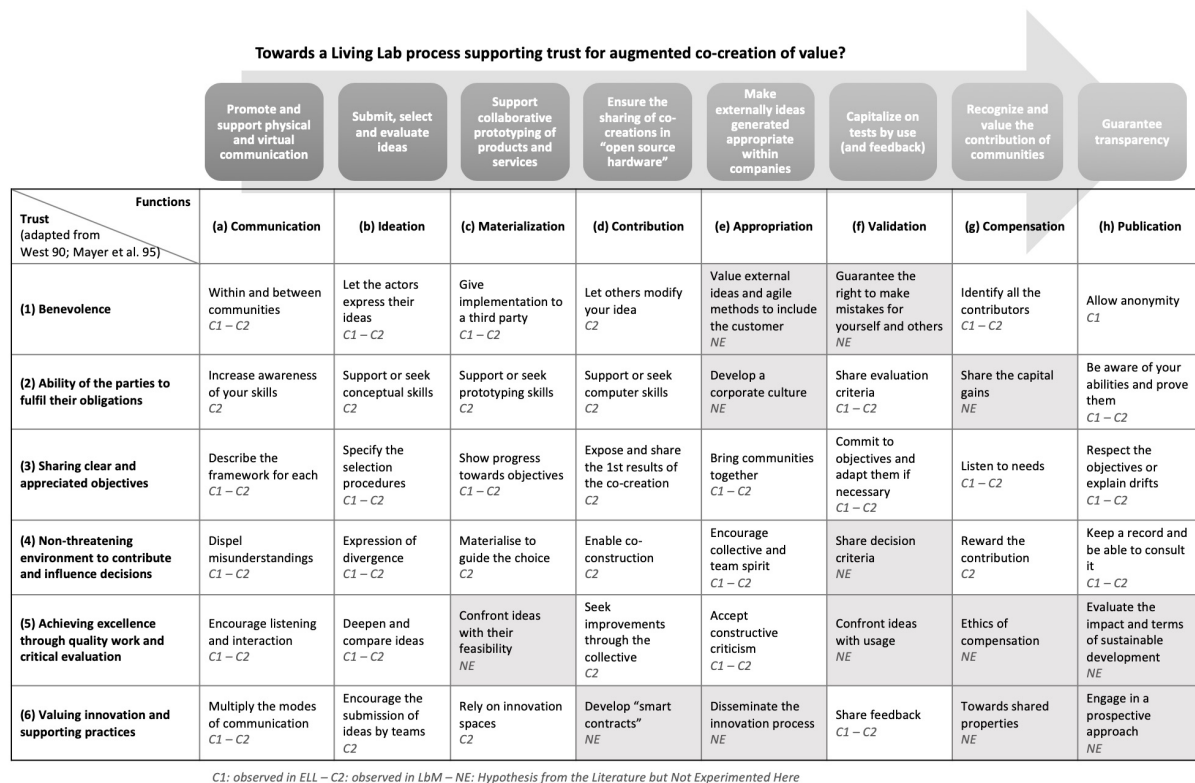 Towards a Living Lab process supporting trust for augmented co-creation of value?
Promote and
support physical
and virtual
communication
Submit, select
and evaluate
ideas
Support
collaborative
prototyping of
products and
services
Ensure the
sharing of co-
creations in
“open source
hardware”
Make
externally ideas
generated
appropriate
within
companies
Capitalize on
tests by use
(and feedback)
Recognize and
value the
contribution of
communities
Guarantee
transparency
Functions
Trust
(adapted from
West 90; Mayer et al. 95)
(a) Communication
(b) Ideation
(c) Materialization
(d) Contribution
(e) Appropriation
(f) Validation
(g) Compensation
(h) Publication
(1) Benevolence
Within and between
communities
C1 – C2
Let the actors
express their
ideas
C1 – C2
Give
implementation to
a third party
C1 – C2
Let others modify
your idea
C2
Value external
ideas and agile
methods to include
the customer
NE
Guarantee the
right to make
mistakes for
yourself and others
NE
Identify all the
contributors
C1 – C2
Allow anonymity
C1
(2) Ability of the parties to
fulfil their obligations
Increase awareness
of your skills
C2
Support or seek
conceptual skills
C2
Support or seek
prototyping skills
C2
Support or seek
computer skills
C2
Develop a
corporate culture
NE
Share evaluation
criteria
C1 – C2
Share the capital
gains
NE
Be aware of your
abilities and prove
them
C1 – C2
(3) Sharing clear and
appreciated objectives
Describe the
framework for each
C1 – C2
Specify the
selection
procedures
C1 – C2
Show progress
towards objectives
C1 – C2
Expose and share
the 1st results of
the co-creation
C2
Bring communities
together
C1 – C2
Commit to
objectives and
adapt them if
necessary
C1 – C2
Listen to needs
C1 – C2
Respect the
objectives or
explain drifts
C1 – C2
(4) Non-threatening
environment to contribute
and influence decisions
Dispel
misunderstandings
C1 – C2
Expression of
divergence
C1 – C2
Materialise to
guide the choice
C2
Enable co-
construction
C2
Encourage
collective and
team spirit
C1 – C2
Share decision
criteria
NE
Reward the
contribution
C2
Keep a record and
be able to consult
it
C1 – C2
(5) Achieving excellence
through quality work and
critical evaluation
Encourage listening
and interaction
C1 – C2
Deepen and
compare ideas
C1 – C2
Confront ideas
with their
feasibility
NE
Seek
improvements
through the
collective
C2
Accept
constructive
criticism
C1 – C2
Confront ideas
with usage
NE
Ethics of
compensation
NE
Evaluate the
impact and terms
of sustainable
development
NE
(6) Valuing innovation and
supporting practices
Multiply the modes
of communication
C1 – C2
Encourage the
submission of
ideas by teams
C2
Rely on innovation
spaces
C2
Develop “smart
contracts”
NE
Disseminate the
innovation process
NE
Share feedback
C1 – C2
Towards shared
properties
NE
Engage in a
prospective
approach
NE
C1: observed in ELL – C2: observed in LbM – NE: Hypothesis from the Literature but Not Experimented Here